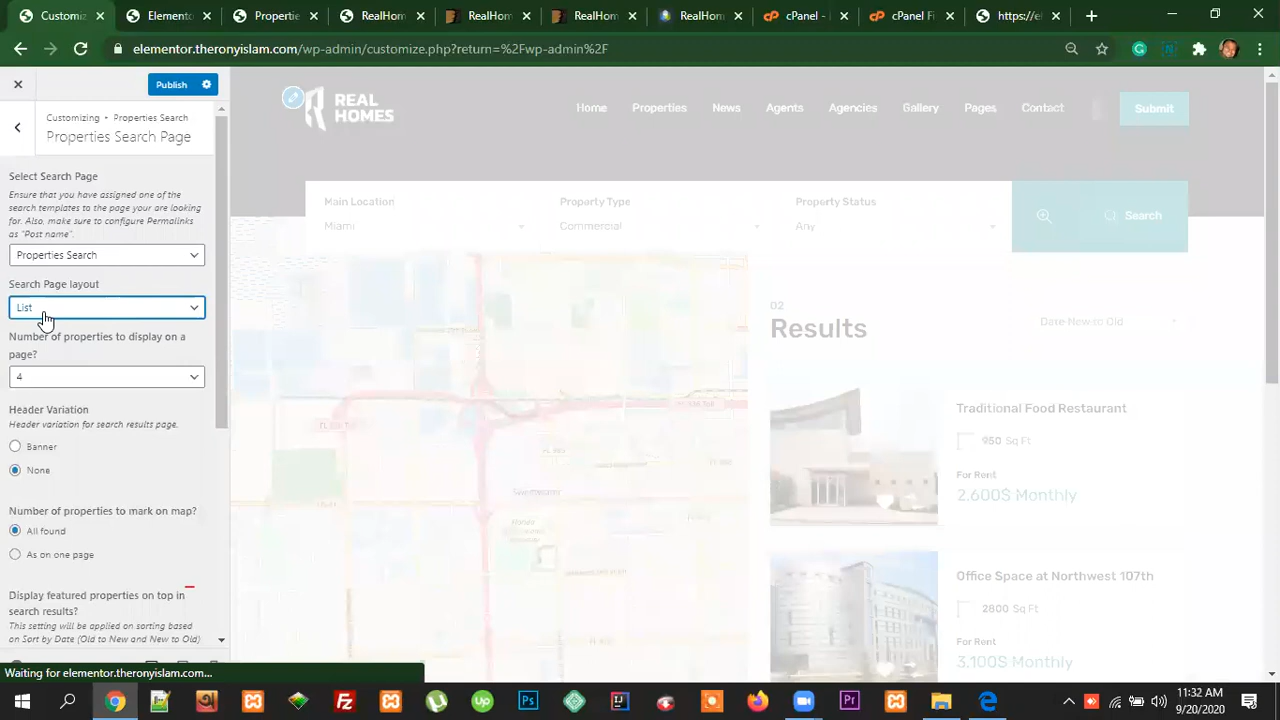 RealHom
Properti
RealHom
RealHom
RealHom
RealHom
cPanel -
cPanel Fi
https://el
elementor.theronyislam.com/wp-admin/customize.php?return=%2Fwp-admin%2F
Publish
Customizing • Properties Search
Properties Search Page
Select Search Page
Ensure that you have assigned one of the
search templates to the page your are looking
for. Also, make sure to configure Permalinks
as "Post name".
Properties Search
Search Page layout
List
Number of properties to display on a
page?
4
Header Variation
Header variation for search results page.
Banner
None
Number of properties to mark on map?
All found
As on one page
Display featured properties on top in
search results?
This setting will be applied on sorting based
on Sort by Date (Old to New and New to Old)
REAL
HOMES
Home
Properties
News
Agents
Agencies
Gallery
Pages
Contact
Submit
Main Location
Miami
Property Type
Commercial
Property Status
Any
Search
02
Results
Date New to Old
Traditional Food Restaurant
950 Sq Ft
For Rent
2.600$ Monthly
Office Space at Northwest 107th
2800 Sq Ft
For Rent
3.100$ Monthly
Sweetwater
Waiting for elementor.theronyislam.com...
11:32 AM
9/20/2020